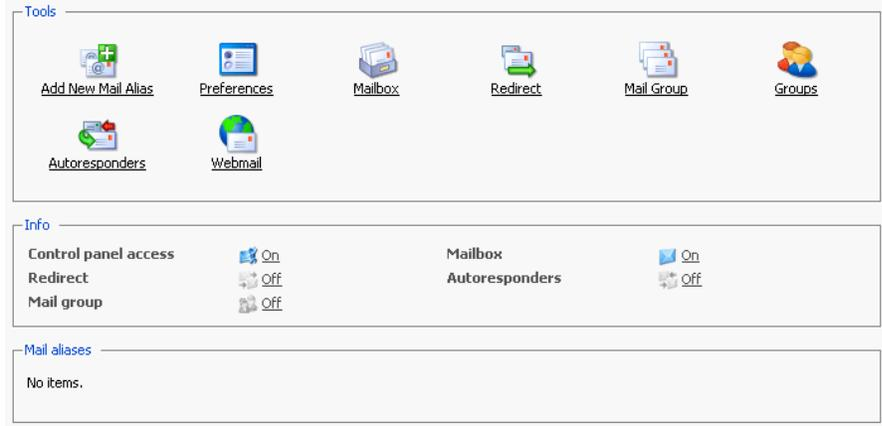 Tools
Add New Mail Alias Preferences Mailbox Redirect Mail Group Groups
Autoresponders Webmail
Info
Control panel access On Mailbox On
Redirect Off Autoresponders Off
Mail group Off
Mail aliases
No items.